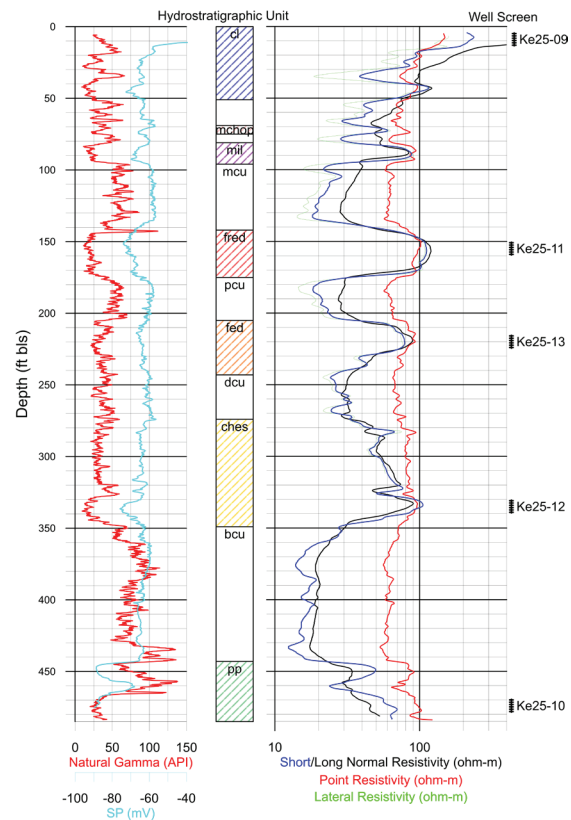 Hydrostratigraphic Unit
Well Screen
0
50
100
150
200
250
300
350
400
450
Depth (ft bls)
cl
mchop
mil
mcu
fred
pcu
fed
dcu
ches
bcu
pp
Ke25-09
Ke25-11
Ke25-13
Ke25-12
Ke25-10
0 50 100 150
Natural Gamma (API)
-100 -80 -60 -40
SP (mV)
10 100
Short/Long Normal Resistivity (ohm-m)
Point Resistivity (ohm-m)
Lateral Resistivity (ohm-m)